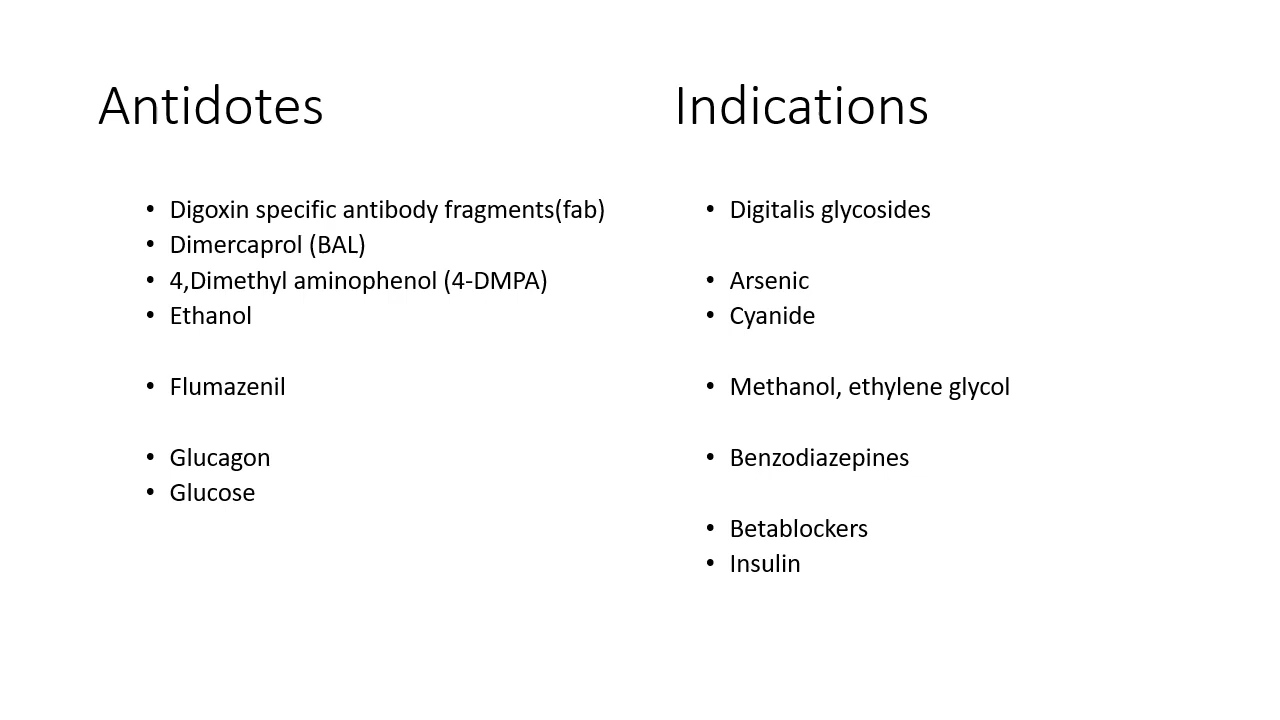 Antidotes
Digoxin specific antibody fragments(fab)
Dimercaprol (BAL)
4,Dimethyl aminophenol (4-DMPA)
Ethanol
Flumazenil
Glucagon
Glucose
Indications
Digitalis glycosides
Arsenic
Cyanide
Methanol, ethylene glycol
Benzodiazepines
Betablockers
Insulin